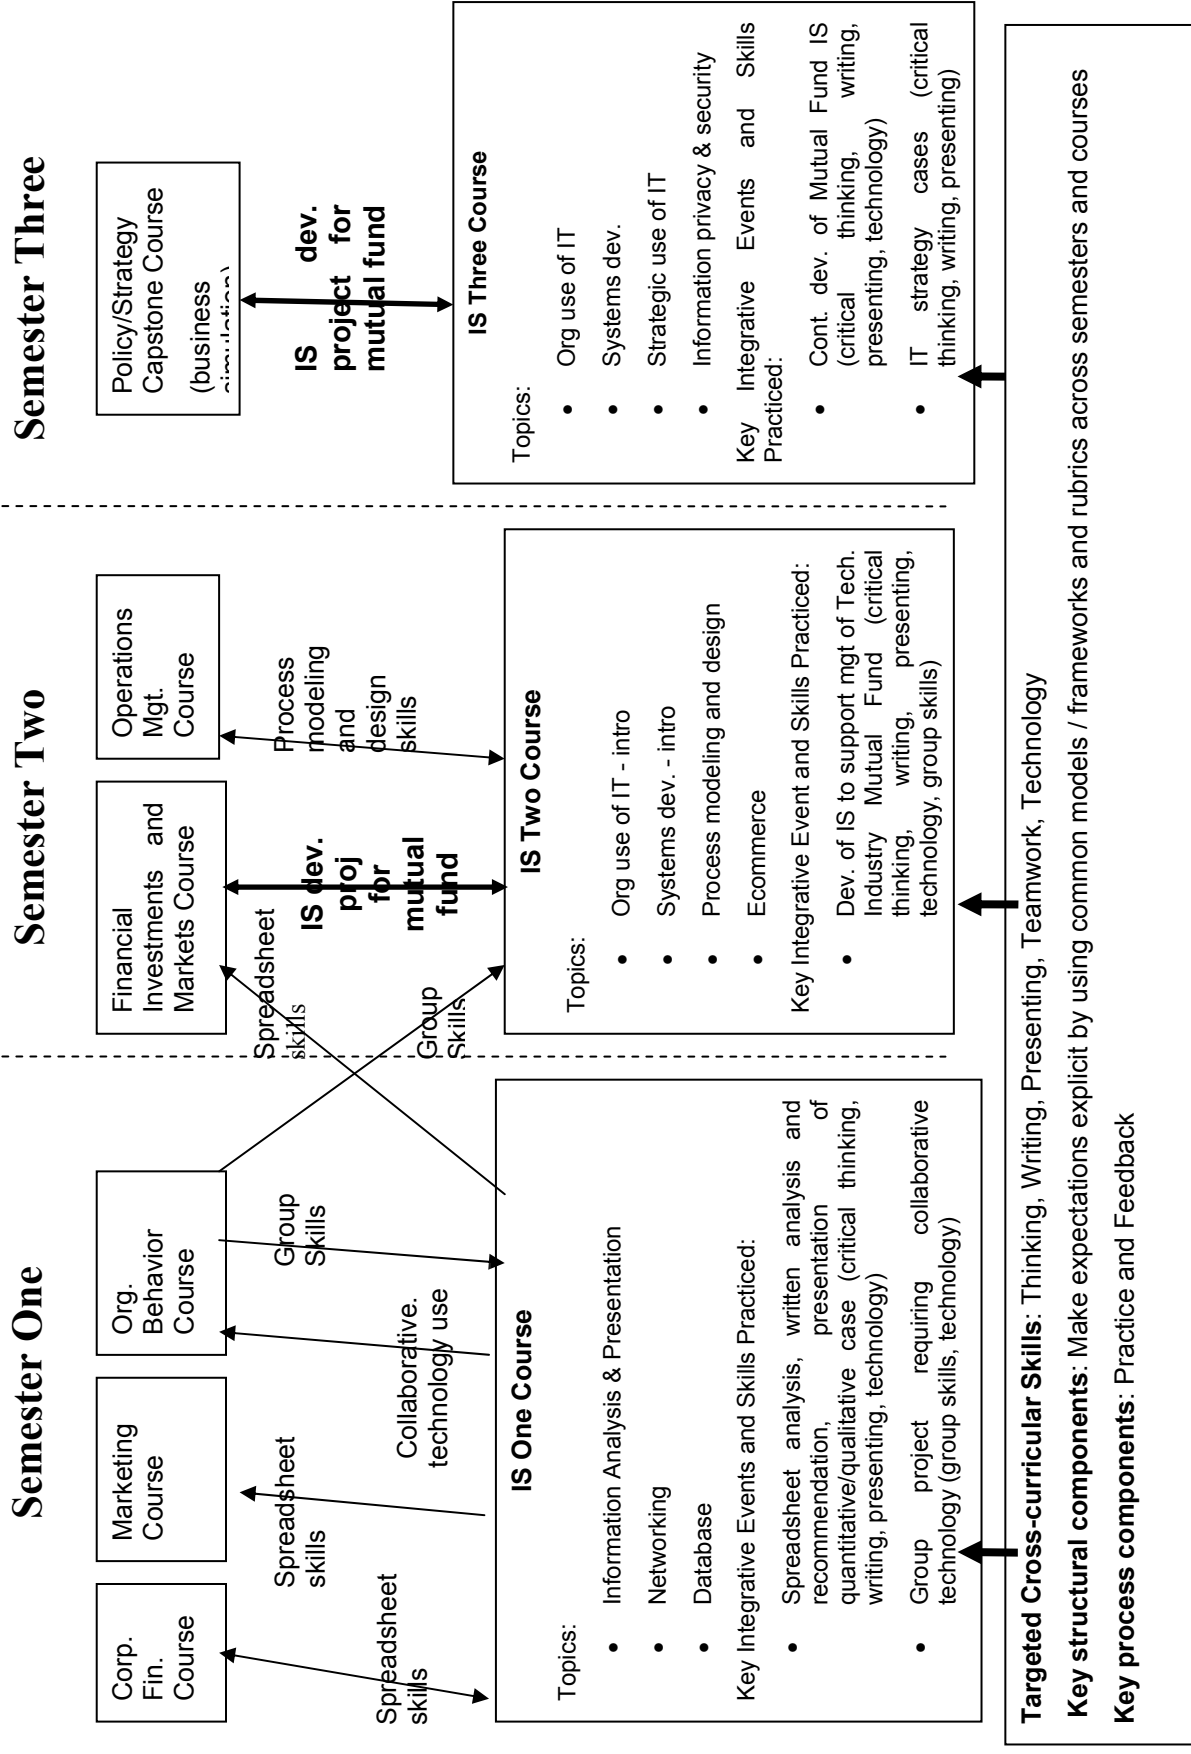 Semester One
Semester Two
Semester Three
Corp.
Fin.
Course
Marketing
Course
Org.
Behavior
Course
Financial
Investments and
Markets Course
Operations
Mgt.
Course
Policy/Strategy
Capstone Course
(business
simulation)
Spreadsheet
skills
Spreadsheet
skills
Collaborative.
technology use
Group
Skills
Spreadsheet
skills
Group
Skills
IS dev.
proj
for
mutual
fund
Process
modeling
and
design
skills
IS dev.
project for
mutual fund
IS One Course
Topics:
• Information Analysis & Presentation
• Networking
• Database
Key Integrative Events and Skills Practiced:
• Spreadsheet analysis, written analysis and
recommendation, presentation of
quantitative/qualitative case (critical thinking,
writing, presenting, technology)
• Group project requiring collaborative
technology (group skills, technology)
IS Two Course
Topics:
• Org use of IT - intro
• Systems dev. - intro
• Process modeling and design
• Ecommerce
Key Integrative Event and Skills Practiced:
• Dev. of IS to support mgt of Tech.
Industry Mutual Fund (critical
thinking, writing, presenting,
technology, group skills)
IS Three Course
Topics:
• Org use of IT
• Systems dev.
• Strategic use of IT
• Information privacy & security
Key Integrative Events and Skills
Practiced:
• Cont. dev. of Mutual Fund IS
(critical thinking, writing,
presenting, technology)
• IT strategy cases (critical
thinking, writing, presenting)
Targeted Cross-curricular Skills: Thinking, Writing, Presenting, Teamwork, Technology
Key structural components: Make expectations explicit by using common models / frameworks and rubrics across semesters and courses
Key process components: Practice and Feedback